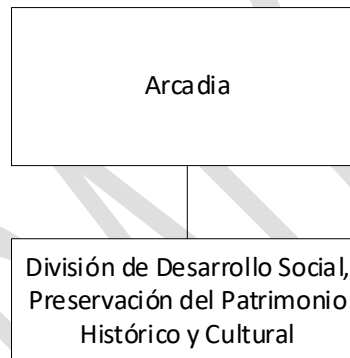 Arcadia
División de Desarrollo Social,
Preservación del Patrimonio
Histórico y Cultural